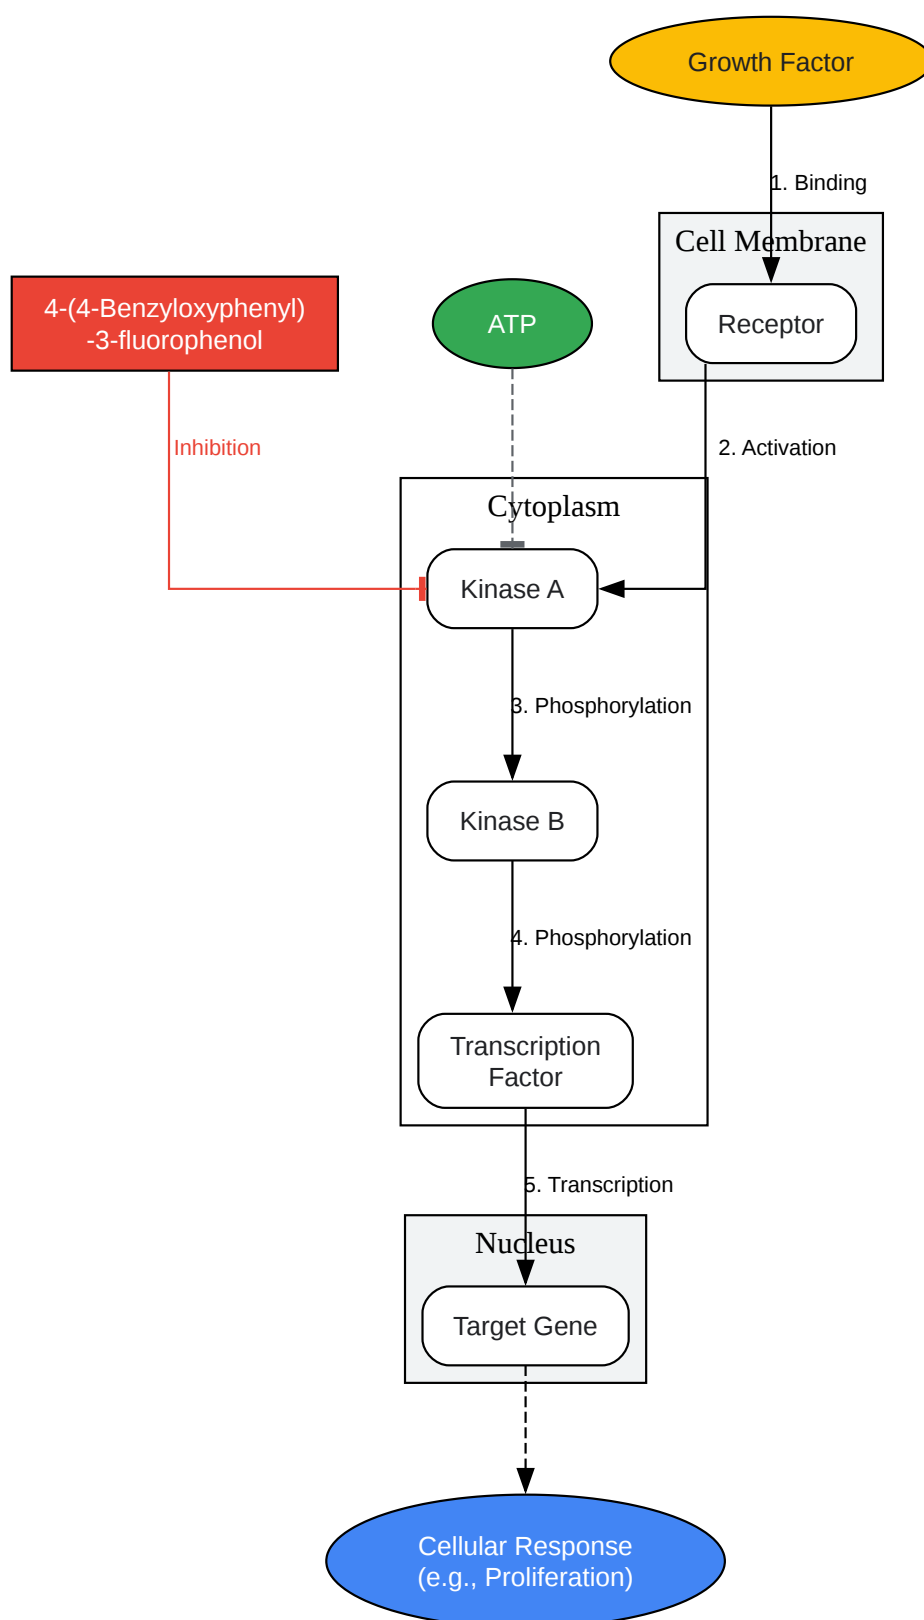 Growth Factor
1. Binding
Cell Membrane
Receptor
4-(4-Benzyloxyphenyl)
-3-fluorophenol
ATP
Inhibition
2. Activation
Cytoplasm
Kinase A
3. Phosphorylation
Kinase B
4. Phosphorylation
Transcription
Factor
5. Transcription
Nucleus
Target Gene
Cellular Response
(e.g., Proliferation)